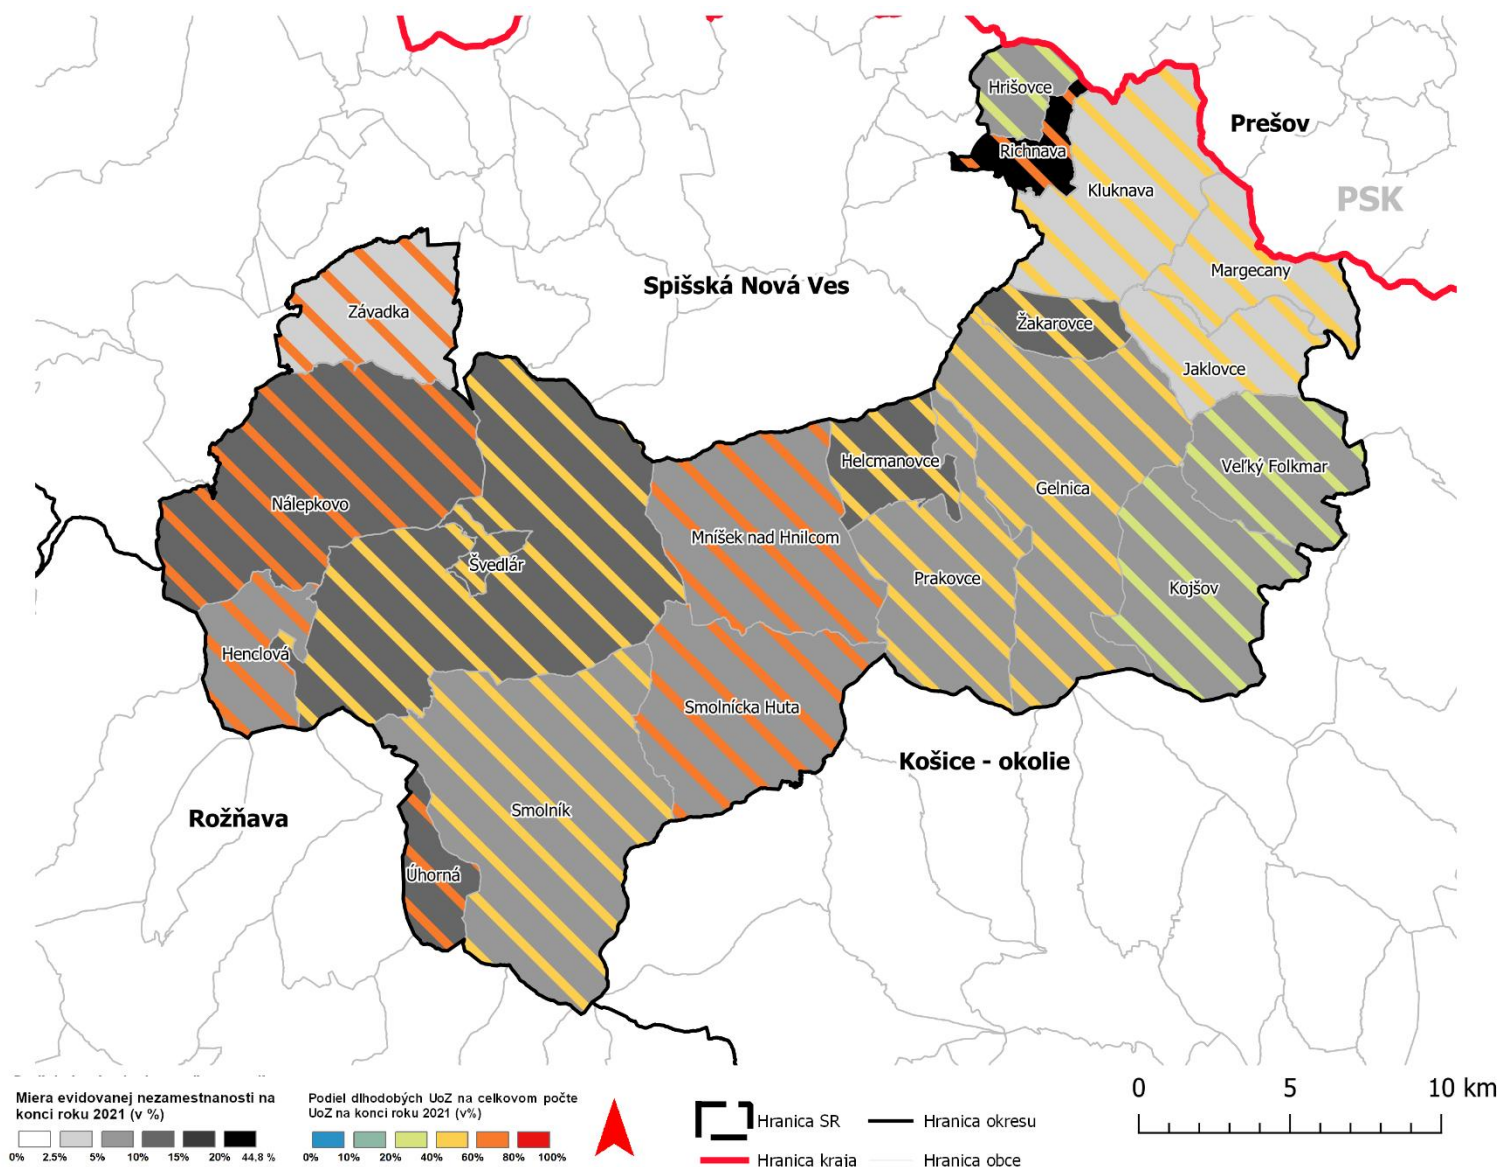 Hrišovce
Prešov
Richnava
Kluknava
PSK
Margecany
Spišská Nová Ves
Závadka
Žakarovce
Jaklovce
Helcmanovce
Veľký Folkmar
Gelnica
Nálepkovo
Mníšek nad Hnilcom
Švedlár
Prakovce
Kojšov
Henclová
Smolnícka Huta
Košice - okolie
Smolník
Rožňava
Úhorná
Miera evidovanej nezamestnanosti na
konci roku 2021 (v %)
0% 2.5% 5% 10% 15% 20% 44,8 %
Podiel dlhodobých UoZ na celkovom počte
UoZ na konci roku 2021 (v%)
0% 10% 20% 40% 60% 80% 100%
Hranica SR
Hranica okresu
Hranica kraja
Hranica obce
0 5 10 km